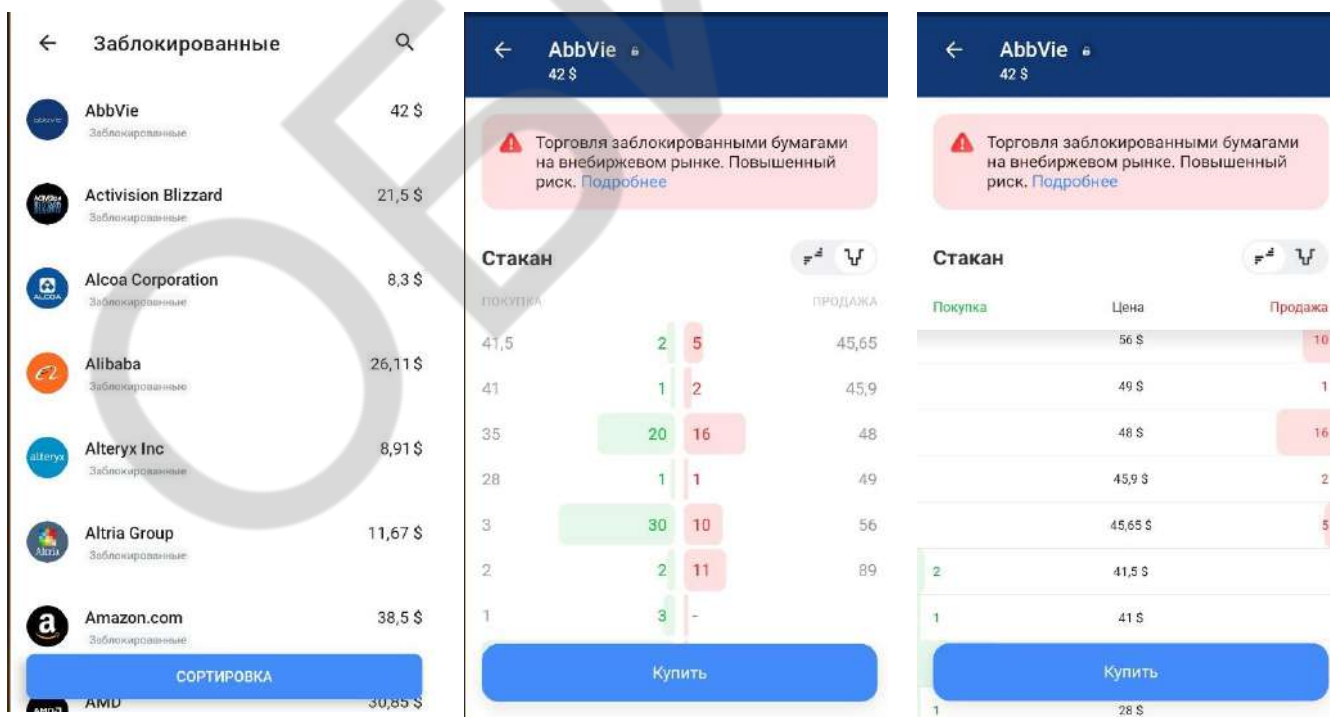 Заблокированные
AbbVie
42 $
Заблокированные
Activision Blizzard
21,5 $
Заблокированные
Alcoa Corporation
8,3 $
Заблокированные
ALCOA
Alibaba
26,11 $
Заблокированные
Alteryx Inc
8,91 $
Заблокированные
alteryx
Altria Group
11,67 $
Заблокированные
Altria
Amazon.com
38,5 $
Заблокированные
СОРТИРОВКА
AMD
30,85 $
AbbVie
42 $
Торговля заблокированными бумагами
на внебиржевом рынке. Повышенный
риск. Подробнее
Стакан
ПОКУПКА ПРОДАЖА
41,5 2 5 45,65
41 1 2 45,9
35 20 16 48
28 1 1 49
3 30 10 56
2 2 11 89
1 3 -
Купить
AbbVie
42 $
Торговля заблокированными бумагами
на внебиржевом рынке. Повышенный
риск. Подробнее
Стакан
Покупка Цена Продажа
56 $ 10
49 $ 1
48 $ 16
45,9 $ 2
45,65 $ 5
2 41,5 $
1 41 $
Купить
1 28 $